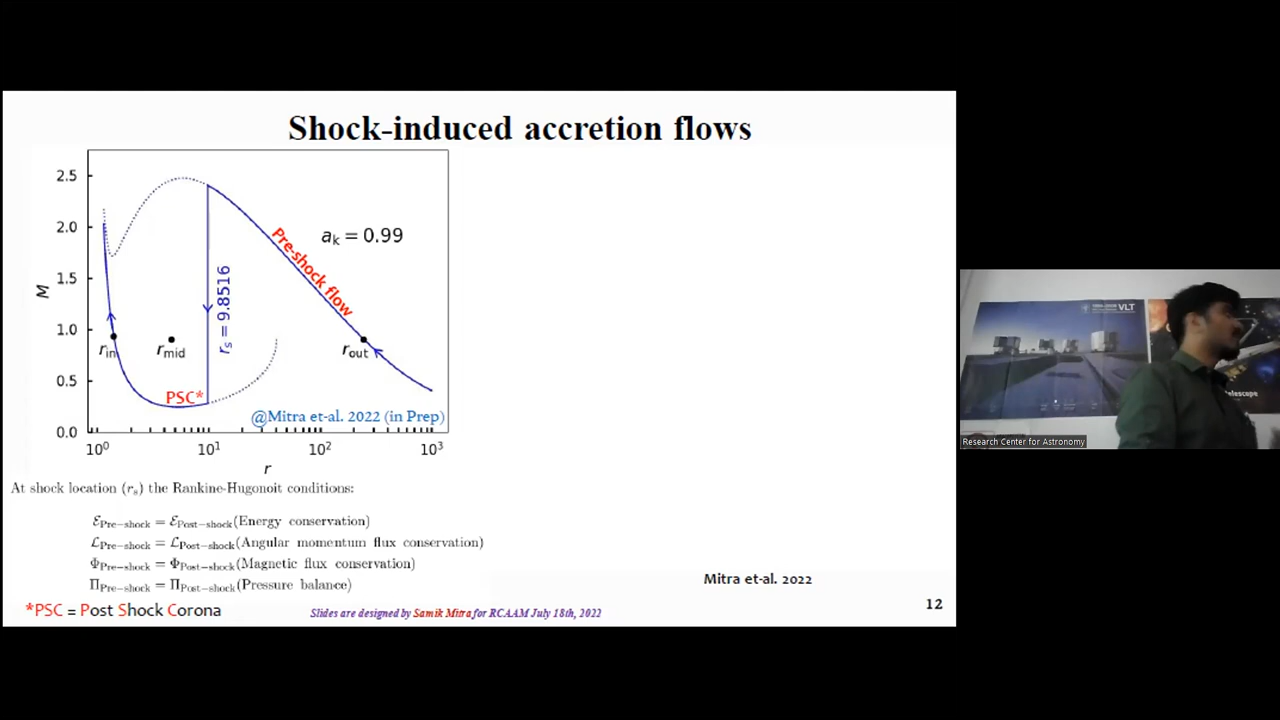 Shock-induced accretion flows
2.5
2.0
1.5
1.0
0.5
0.0
M
Pre-shock flow
a_k = 0.99
r_s = 9.8516
r_in
r_mid
r_out
PSC*
@Mitra et-al. 2022 (in Prep)
10^0
10^1
10^2
10^3
r
At shock location (r_s) the Rankine-Hugonoit conditions:
ℰ_Pre−shock = ℰ_Post−shock(Energy conservation)
ℒ_Pre−shock = ℒ_Post−shock(Angular momentum flux conservation)
Φ_Pre−shock = Φ_Post−shock(Magnetic flux conservation)
Π_Pre−shock = Π_Post−shock(Pressure balance)
Mitra et-al. 2022
*PSC = Post Shock Corona
Slides are designed by Samik Mitra for RCAAM July 18th, 2022
12
VLT
Research Center for Astronomy